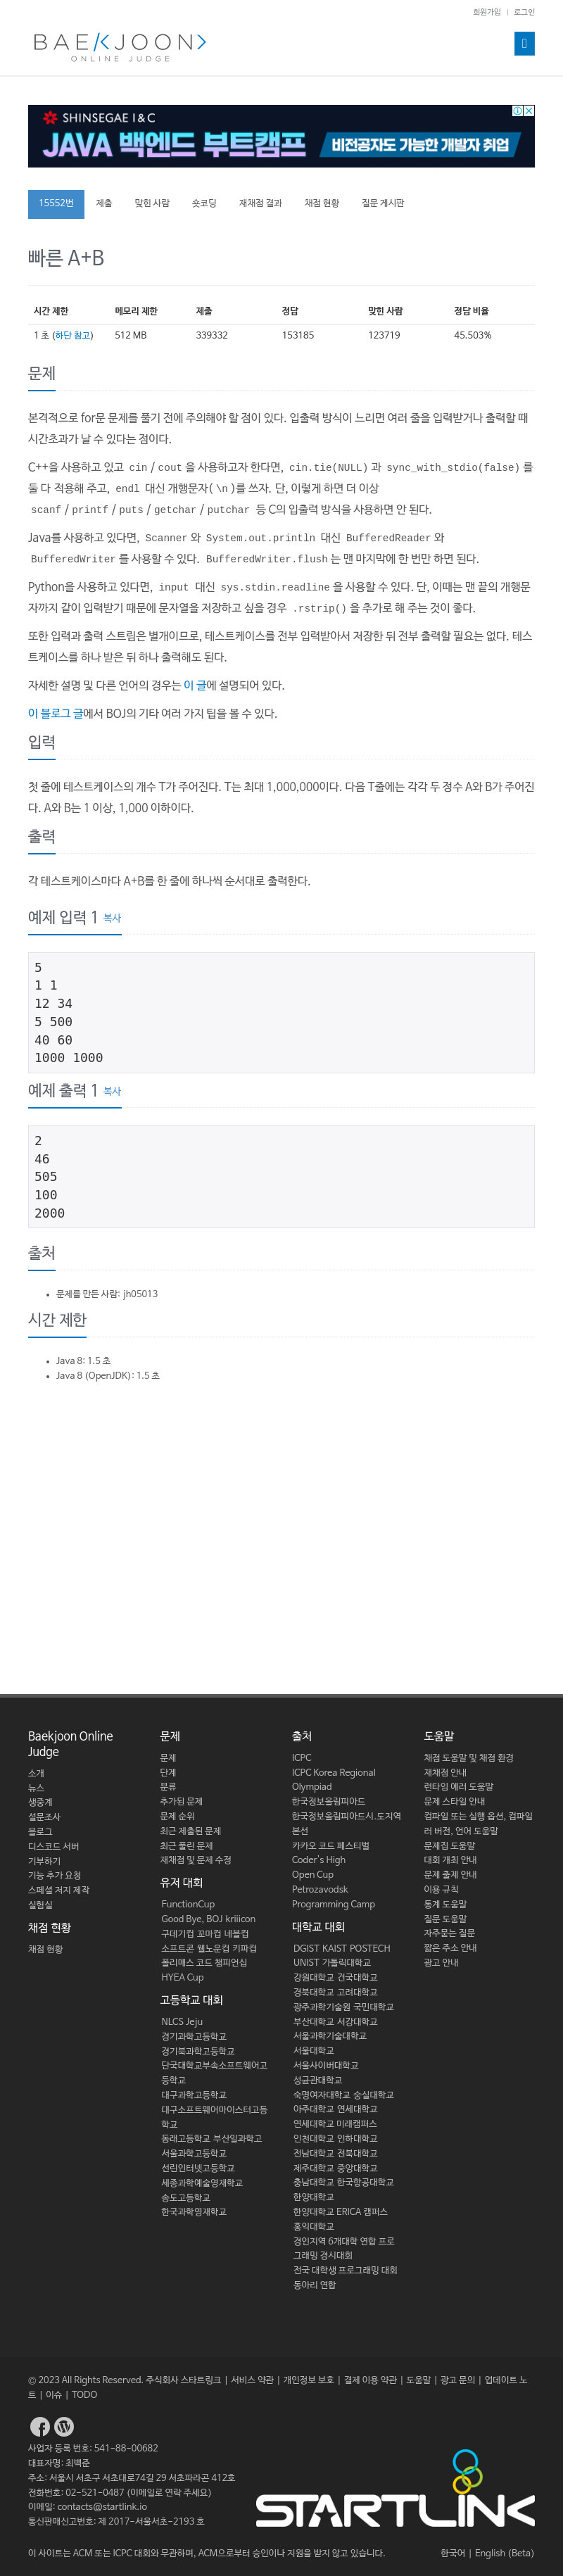 회원가입 | 로그인
BAEKJOON>
ONLINE JUDGE
SHINSEGAE I&C
JAVA 백엔드 부트캠프 비전공자도 가능한 개발자 취업
15552번 제출 맞힌 사람 숏코딩 재채점 결과 채점 현황 질문 게시판
빠른 A+B
시간 제한 메모리 제한 제출 정답 맞힌 사람 정답 비율
1 초 (하단 참고) 512 MB 339332 153185 123719 45.503%
문제
본격적으로 for문 문제를 풀기 전에 주의해야 할 점이 있다. 입출력 방식이 느리면 여러 줄을 입력받거나 출력할 때
시간초과가 날 수 있다는 점이다.
C++을 사용하고 있고 cin/cout을 사용하고자 한다면, cin.tie(NULL)과 sync_with_stdio(false)를
둘 다 적용해 주고, endl 대신 개행문자(\n)를 쓰자. 단, 이렇게 하면 더 이상
scanf/printf/puts/getchar/putchar 등 C의 입출력 방식을 사용하면 안 된다.
Java를 사용하고 있다면, Scanner와 System.out.println 대신 BufferedReader와
BufferedWriter를 사용할 수 있다. BufferedWriter.flush는 맨 마지막에 한 번만 하면 된다.
Python을 사용하고 있다면, input 대신 sys.stdin.readline을 사용할 수 있다. 단, 이때는 맨 끝의 개행문
자까지 같이 입력받기 때문에 문자열을 저장하고 싶을 경우 .rstrip()을 추가로 해 주는 것이 좋다.
또한 입력과 출력 스트림은 별개이므로, 테스트케이스를 전부 입력받아서 저장한 뒤 전부 출력할 필요는 없다. 테스
트케이스를 하나 받은 뒤 하나 출력해도 된다.
자세한 설명 및 다른 언어의 경우는 이 글에 설명되어 있다.
이 블로그 글에서 BOJ의 기타 여러 가지 팁을 볼 수 있다.
입력
첫 줄에 테스트케이스의 개수 T가 주어진다. T는 최대 1,000,000이다. 다음 T줄에는 각각 두 정수 A와 B가 주어진
다. A와 B는 1 이상, 1,000 이하이다.
출력
각 테스트케이스마다 A+B를 한 줄에 하나씩 순서대로 출력한다.
예제 입력 1 복사
5
1 1
12 34
5 500
40 60
1000 1000
예제 출력 1 복사
2
46
505
100
2000
출처
• 문제를 만든 사람: jh05013
시간 제한
• Java 8: 1.5 초
• Java 8 (OpenJDK): 1.5 초
Baekjoon Online
Judge
소개
뉴스
생중계
설문조사
블로그
디스코드 서버
기부하기
기능 추가 요청
스페셜 저지 제작
실험실
채점 현황
채점 현황
문제
문제
단계
분류
추가된 문제
문제 순위
최근 제출된 문제
최근 풀린 문제
재채점 및 문제 수정
유저 대회
FunctionCup
Good Bye, BOJ kriiicon
구데기컵 꼬마컵 네블컵
소프트콘 웰노운컵 키파컵
폴리매스 코드 챔피언십
HYEA Cup
고등학교 대회
NLCS Jeju
경기과학고등학교
경기북과학고등학교
단국대학교부속소프트웨어고
등학교
대구과학고등학교
대구소프트웨어마이스터고등
학교
동래고등학교 부산일과학고
서울과학고등학교
선린인터넷고등학교
세종과학예술영재학교
송도고등학교
한국과학영재학교
출처
ICPC
ICPC Korea Regional
Olympiad
한국정보올림피아드
한국정보올림피아드시.도지역
본선
카카오 코드 페스티벌
Coder's High
Open Cup
Petrozavodsk
Programming Camp
대학교 대회
DGIST KAIST POSTECH
UNIST 가톨릭대학교
강원대학교 건국대학교
경북대학교 고려대학교
광주과학기술원 국민대학교
부산대학교 서강대학교
서울과학기술대학교
서울대학교
서울사이버대학교
성균관대학교
숙명여자대학교 숭실대학교
아주대학교 연세대학교
연세대학교 미래캠퍼스
인천대학교 인하대학교
전남대학교 전북대학교
제주대학교 중앙대학교
충남대학교 한국항공대학교
한양대학교
한양대학교 ERICA 캠퍼스
홍익대학교
경인지역 6개대학 연합 프로
그래밍 경시대회
전국 대학생 프로그래밍 대회
동아리 연합
도움말
채점 도움말 및 채점 환경
재채점 안내
런타임 에러 도움말
문제 스타일 안내
컴파일 또는 실행 옵션, 컴파일
러 버전, 언어 도움말
문제집 도움말
대회 개최 안내
문제 출제 안내
이용 규칙
통계 도움말
질문 도움말
자주묻는 질문
짧은 주소 안내
광고 안내
© 2023 All Rights Reserved. 주식회사 스타트링크 | 서비스 약관 | 개인정보 보호 | 결제 이용 약관 | 도움말 | 광고 문의 | 업데이트 노
트 | 이슈 | TODO
사업자 등록 번호: 541-88-00682
대표자명: 최백준
주소: 서울시 서초구 서초대로74길 29 서초파라곤 412호
전화번호: 02-521-0487 (이메일로 연락 주세요)
이메일: contacts@startlink.io
통신판매신고번호: 제 2017-서울서초-2193 호
STARTLINK
이 사이트는 ACM 또는 ICPC 대회와 무관하며, ACM으로부터 승인이나 지원을 받지 않고 있습니다.
한국어 | English (Beta)